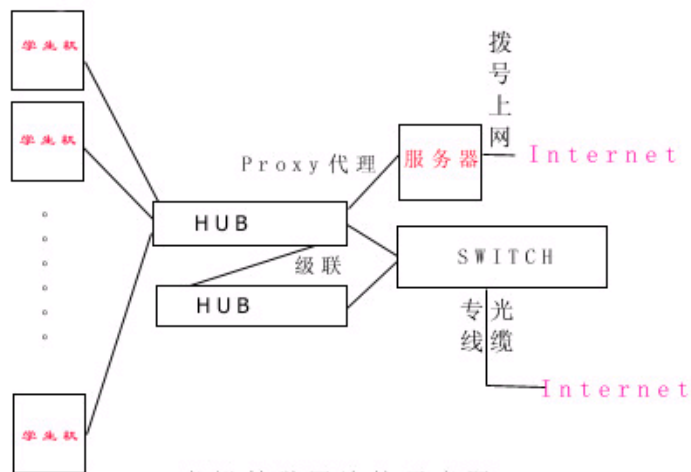 学生机
拨号上网
学生机
Proxy代理
服务器
Internet
HUB
级联
HUB
SWITCH
专线
光缆
Internet
学生机